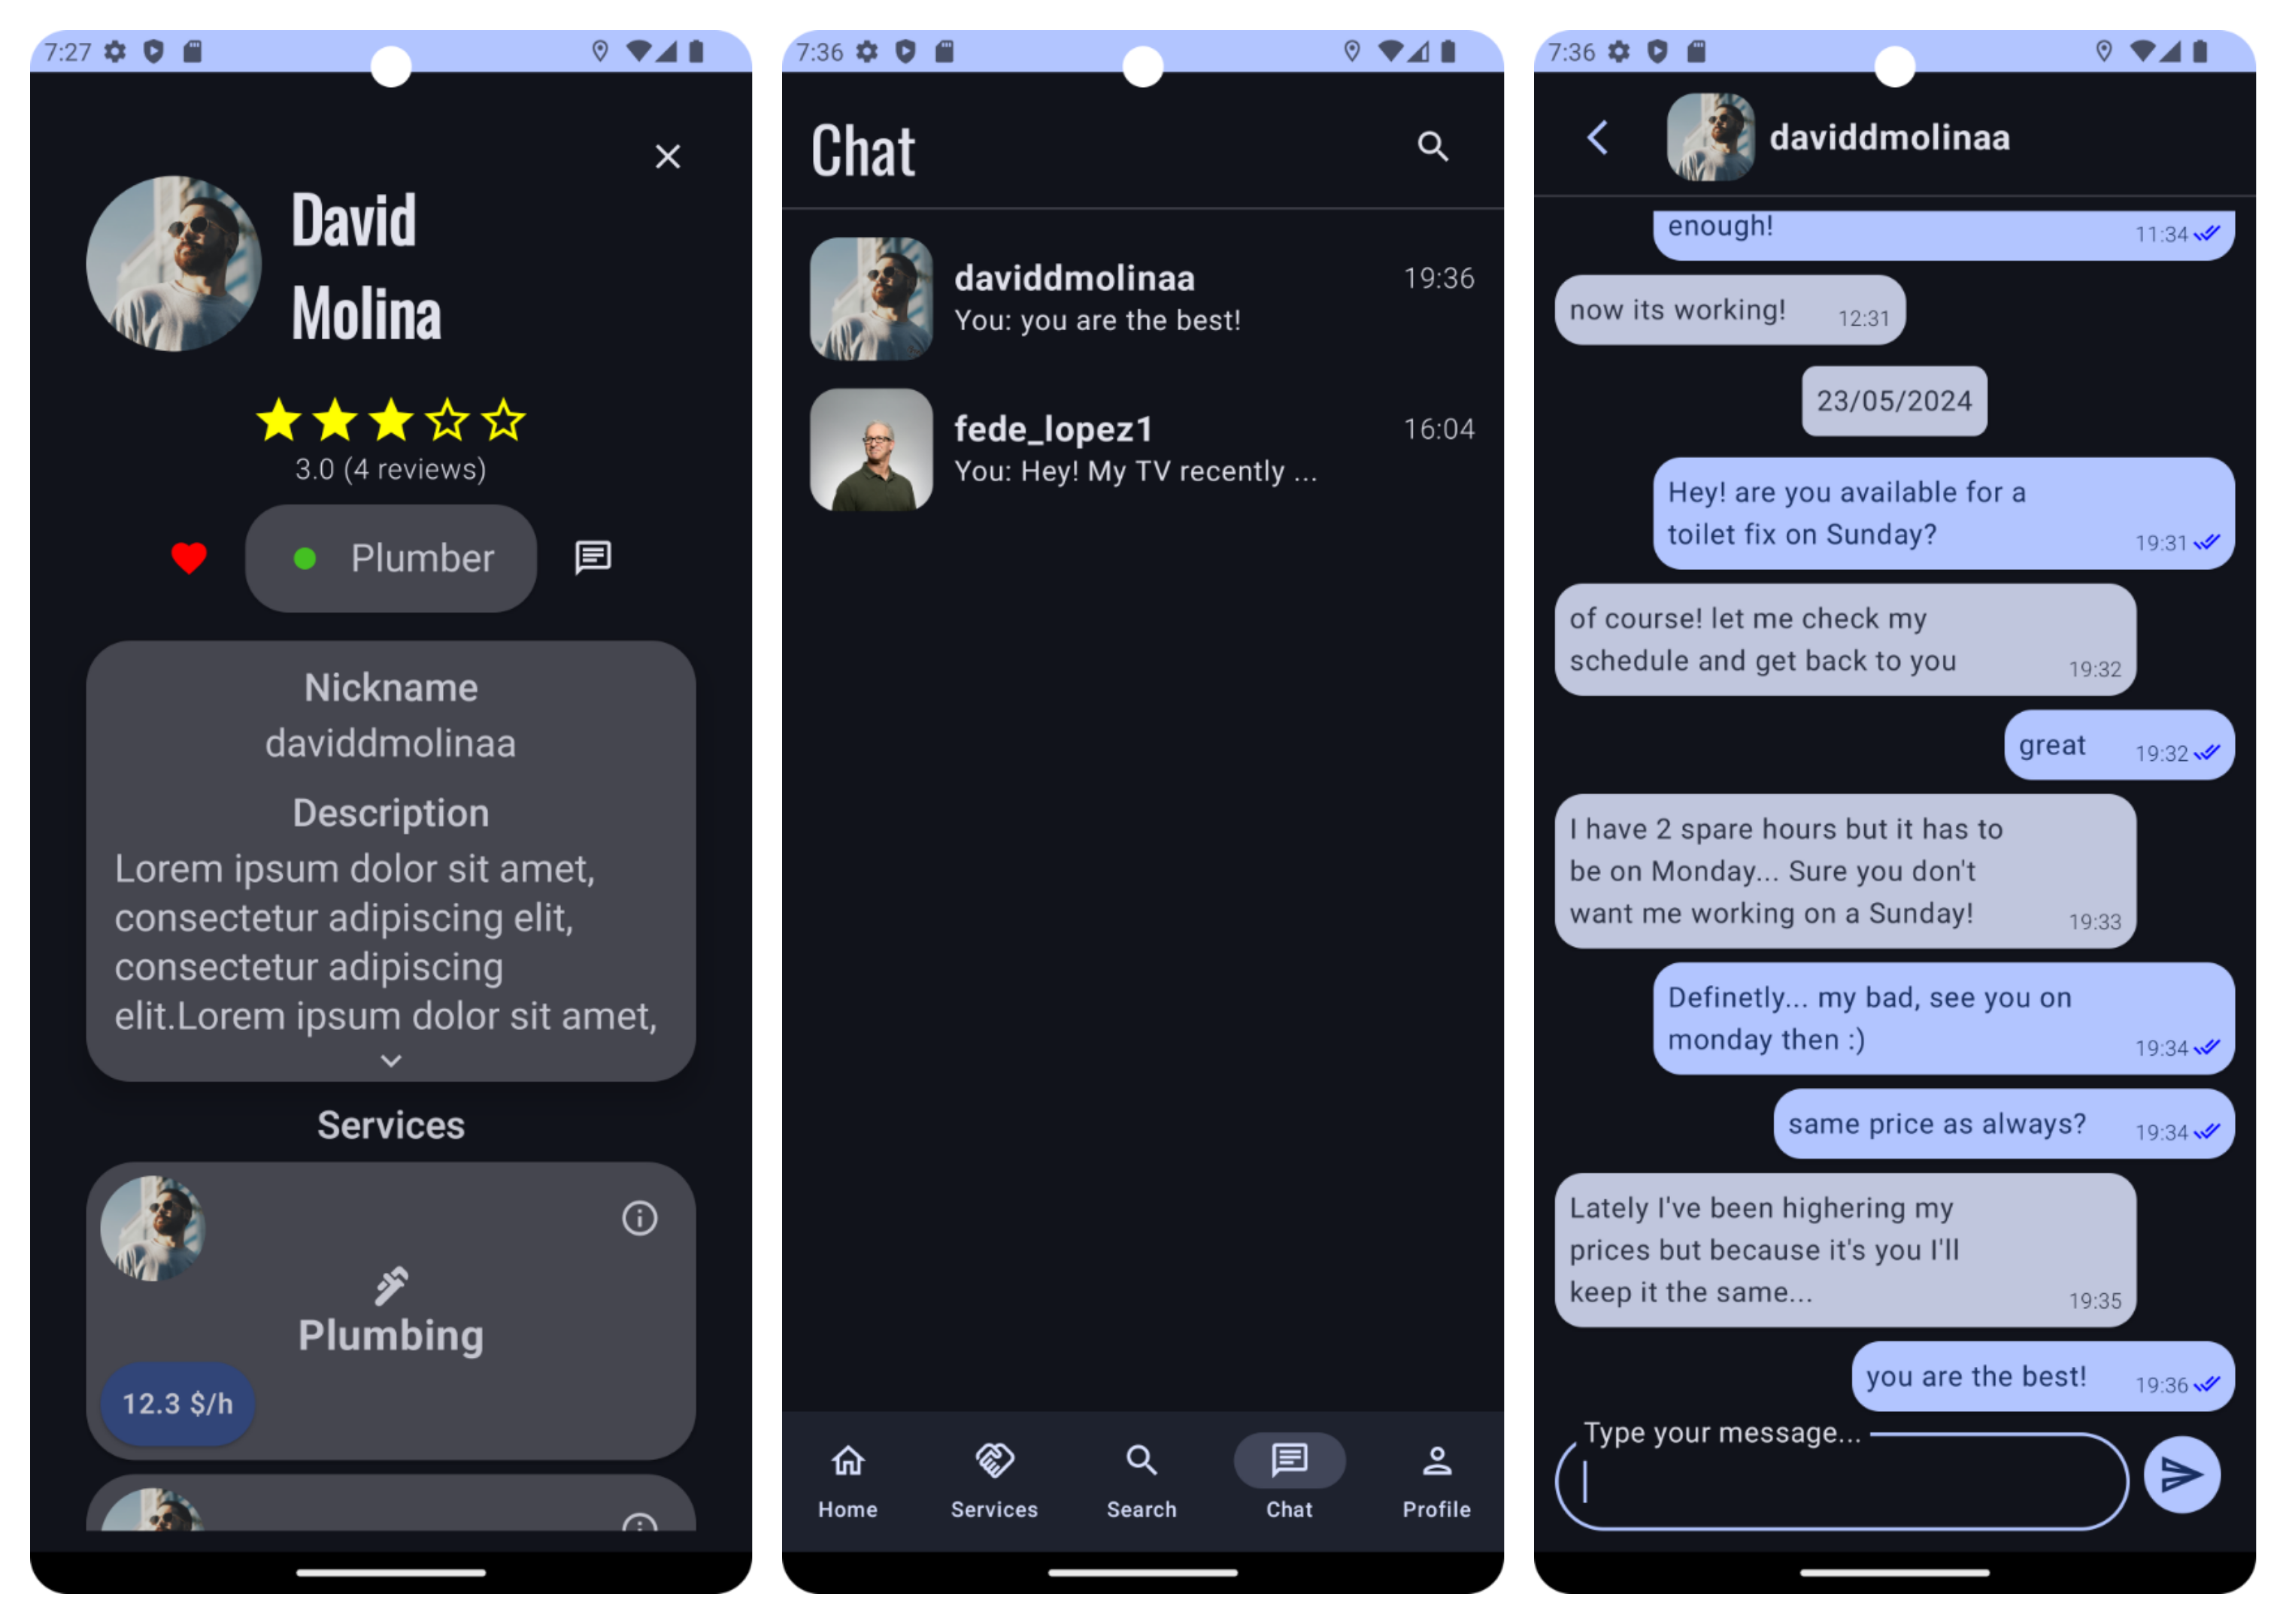 7:27
David
Molina
3.0 (4 reviews)
Plumber
Nickname
daviddmolinaa
Description
Lorem ipsum dolor sit amet,
consectetur adipiscing elit,
consectetur adipiscing
elit.Lorem ipsum dolor sit amet,
Services
Plumbing
12.3 $/h
7:36
Chat
daviddmolinaa 19:36
You: you are the best!
fede_lopez1 16:04
You: Hey! My TV recently ...
Home Services Search Chat Profile
7:36
daviddmolinaa
enough! 11:34
now its working! 12:31
23/05/2024
Hey! are you available for a
toilet fix on Sunday? 19:31
of course! let me check my
schedule and get back to you 19:32
great 19:32
I have 2 spare hours but it has to
be on Monday... Sure you don't
want me working on a Sunday! 19:33
Definetly... my bad, see you on
monday then :) 19:34
same price as always? 19:34
Lately I've been highering my
prices but because it's you I'll
keep it the same... 19:35
you are the best! 19:36
Type your message...